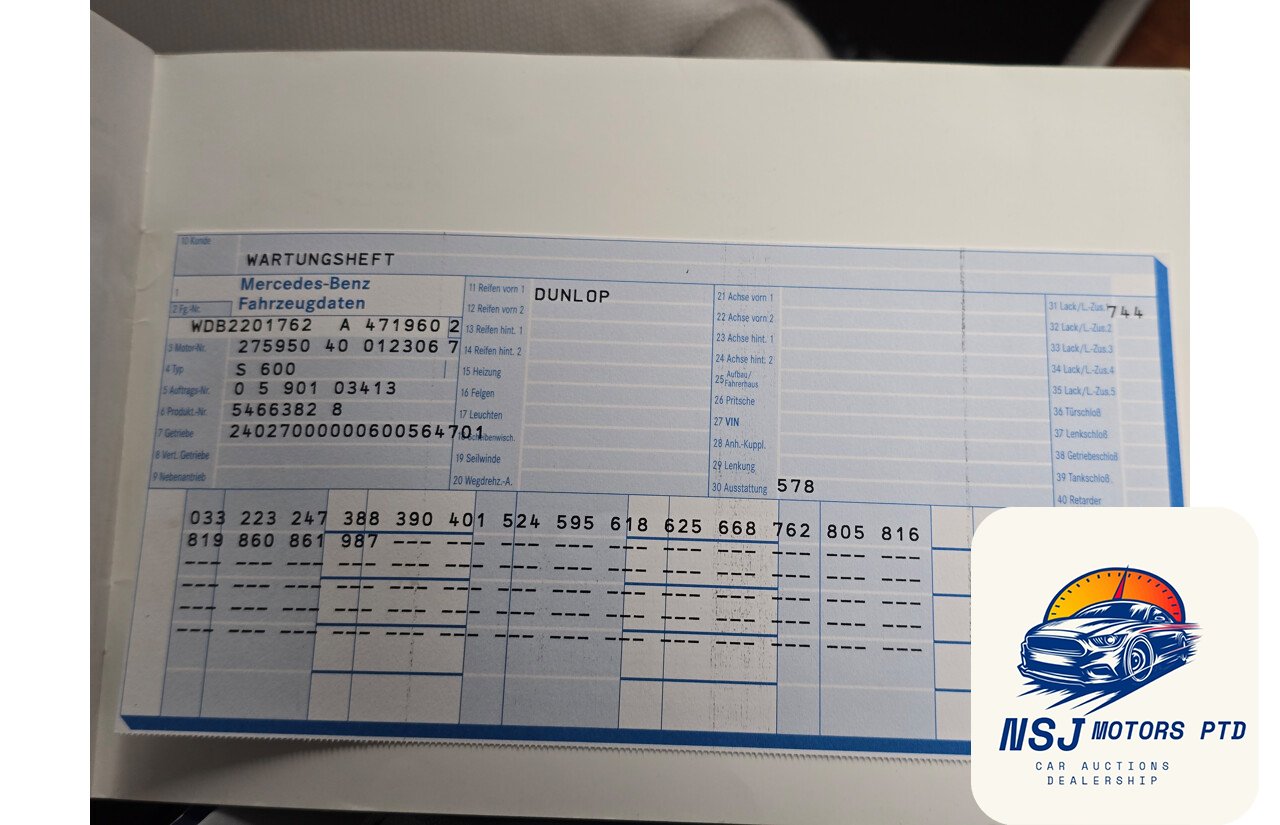 10 Kunde
WARTUNGSHEFT
1
Mercedes-Benz
Fahrzeugdaten
2 Fg.-Nr.
WDB2201762 A 471960 2
3 Motor-Nr. 275950 40 012306 7
4 Typ S 600
5 Auftrags-Nr. 0 5 901 03413
6 Produkt.-Nr. 5466382 8
7 Getriebe 24027000000600564701
8 Vert. Getriebe
9 Nebenantrieb
11 Reifen vorn 1 DUNLOP
12 Reifen vorn 2
13 Reifen hint. 1
14 Reifen hint. 2
15 Heizung
16 Felgen
17 Leuchten
18 Scheibenwisch.
19 Seilwinde
20 Wegdrehz.-A.
21 Achse vorn 1
22 Achse vorn 2
23 Achse hint. 1
24 Achse hint. 2
25 Aufbau/
Fahrerhaus
26 Pritsche
27 VIN
28 Anh.-Kuppl.
29 Lenkung
30 Ausstattung 578
31 Lack/L.-Zus.1 744
32 Lack/L.-Zus.2
33 Lack/L.-Zus.3
34 Lack/L.-Zus.4
35 Lack/L.-Zus.5
36 Türschloß
37 Lenkschloß
38 Getriebeschloß
39 Tankschloß
40 Retarder
033 223 247 388 390 401 524 595 618 625 668 762 805 816
819 860 861 987 --- --- --- --- --- --- --- --- --- ---
--- --- --- --- --- --- --- --- --- --- --- --- --- ---
--- --- --- --- --- --- --- --- --- --- --- --- --- ---
--- --- --- --- --- --- --- --- --- --- --- --- --- ---
--- --- --- --- --- --- --- --- --- --- --- --- --- ---
NSJ MOTORS PTD
CAR AUCTIONS
DEALERSHIP